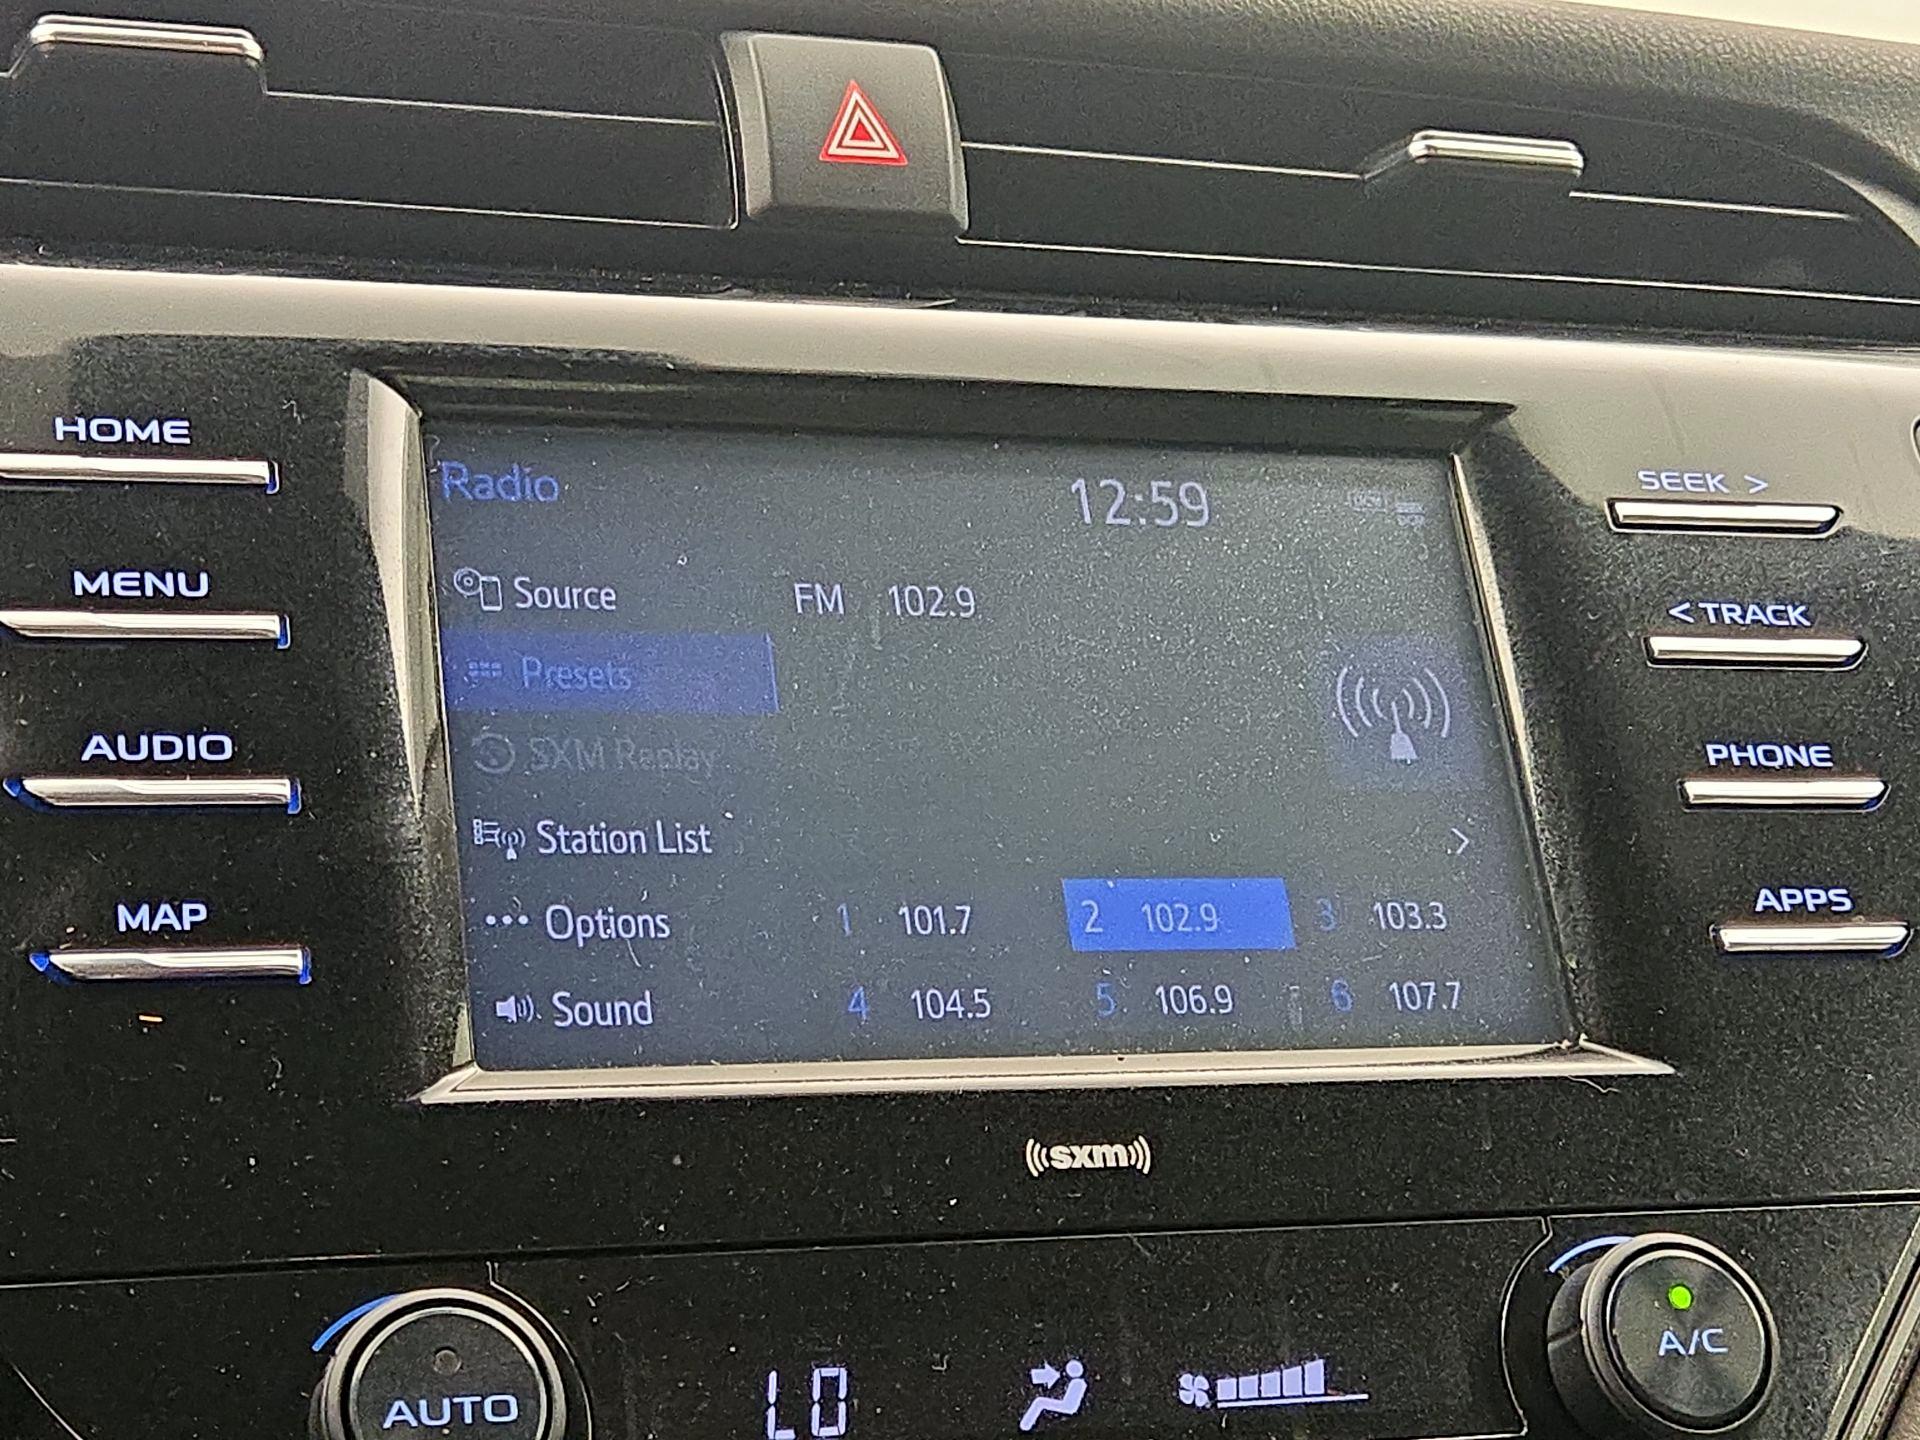 HOME
MENU
AUDIO
MAP
Radio
12:59
Source
FM 102.9
Presets
SXM Replay
Station List
>
Options
1 101.7 2 102.9 3 103.3
Sound
4 104.5 5 106.9 6 107.7
SEEK >
< TRACK
PHONE
APPS
sxm
AUTO
LO
A/C